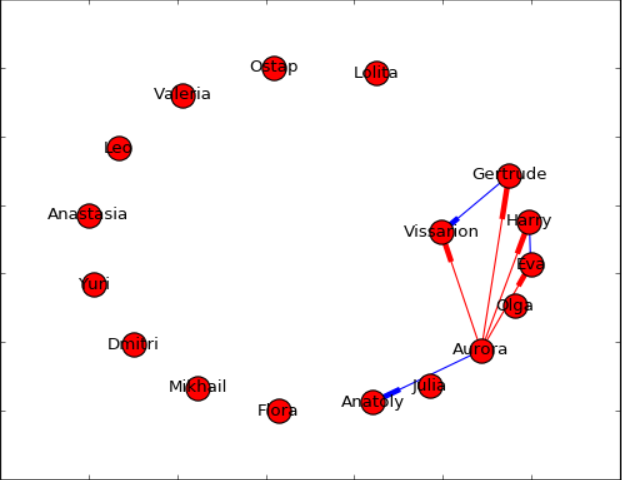 Ostap
Lolita
Valeria
Leo
Gertrude
Anastasia
Harry
Vissarion
Eva
Yuri
Olga
Dmitri
Aurora
Mikhail
Julia
Anatoly
Flora